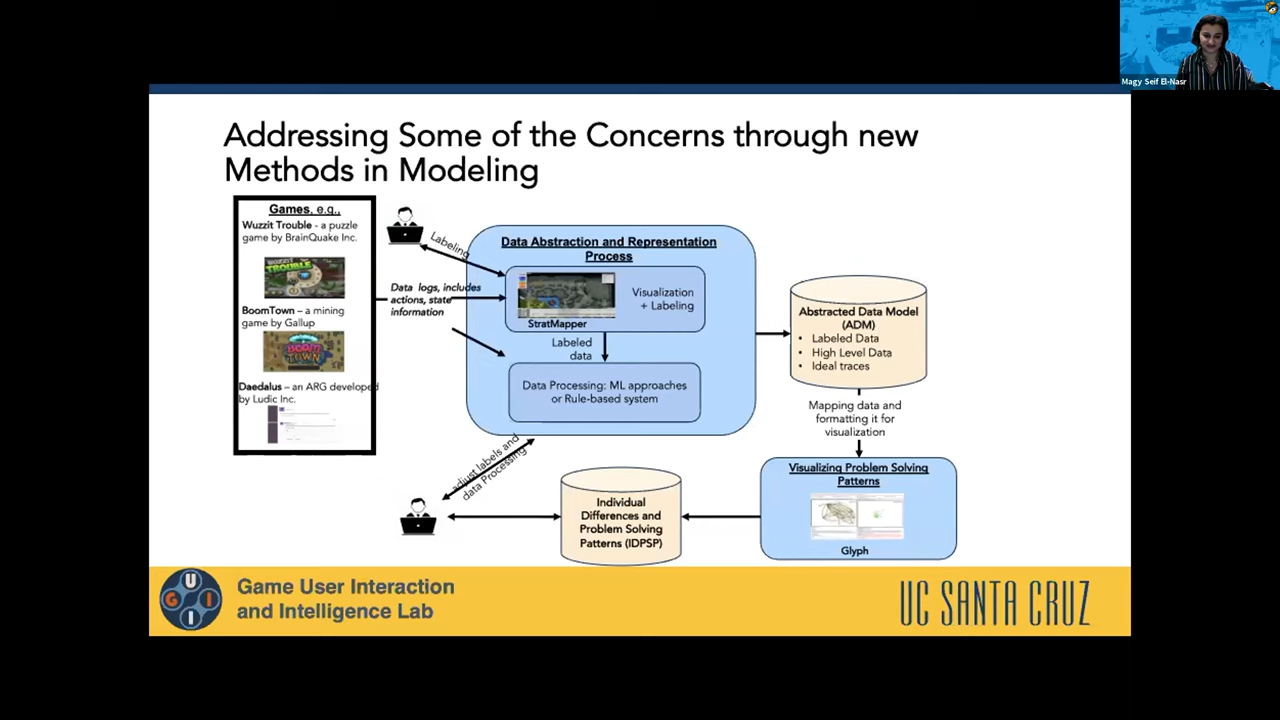 Magy Seif El-Nasr
Addressing Some of the Concerns through new
Methods in Modeling
Games, e.g.,
Wuzzit Trouble - a puzzle
game by BrainQuake Inc.
TROUBLE
BoomTown – a mining
game by Gallup
BOOM
TOWN
Daedalus – an ARG developed
by Ludic Inc.
Labeling
Data logs, includes
actions, state
information
Data Abstraction and Representation
Process
Visualization
+ Labeling
StratMapper
Labeled
data
Data Processing: ML approaches
or Rule-based system
adjust labels and
data Processing
Abstracted Data Model
(ADM)
• Labeled Data
• High Level Data
• Ideal traces
Mapping data and
formatting it for
visualization
Visualizing Problem Solving
Patterns
Glyph
Individual
Differences and
Problem Solving
Patterns (IDPSP)
U
G I
I
Game User Interaction
and Intelligence Lab
UC SANTA CRUZ